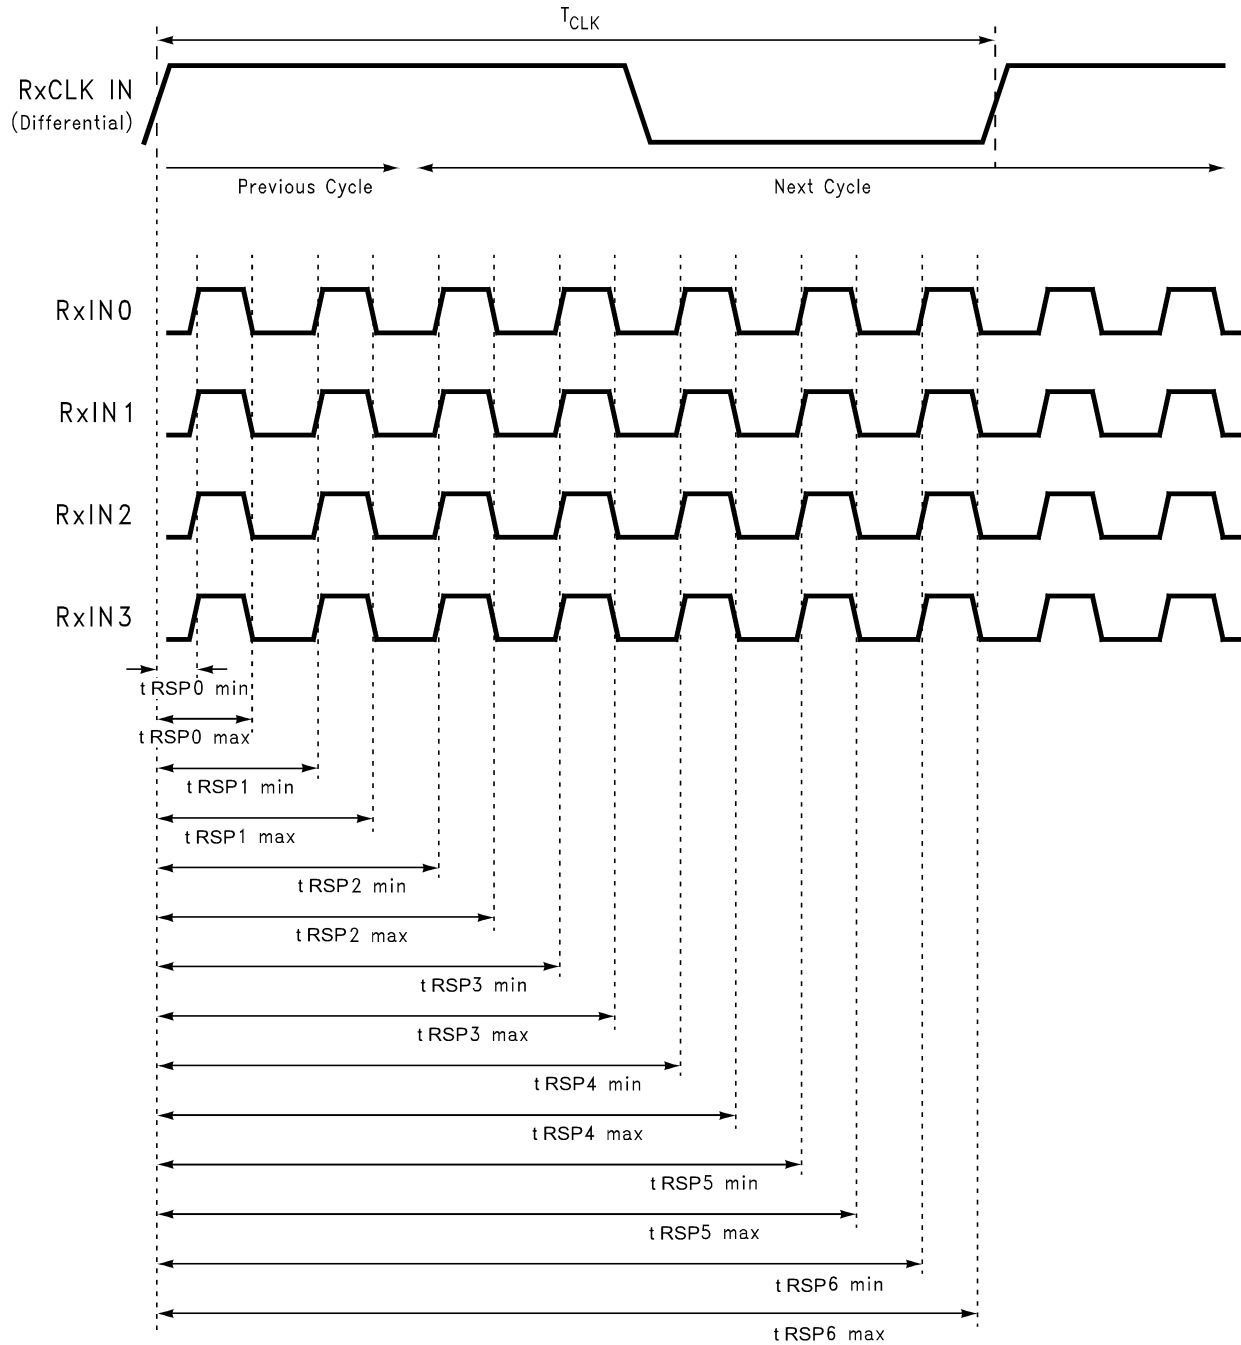 TCLK
RxCLK IN
(Differential)
Previous Cycle
Next Cycle
RxIN0
RxIN1
RxIN2
RxIN3
tRSP0 min
tRSP0 max
tRSP1 min
tRSP1 max
tRSP2 min
tRSP2 max
tRSP3 min
tRSP3 max
tRSP4 min
tRSP4 max
tRSP5 min
tRSP5 max
tRSP6 min
tRSP6 max